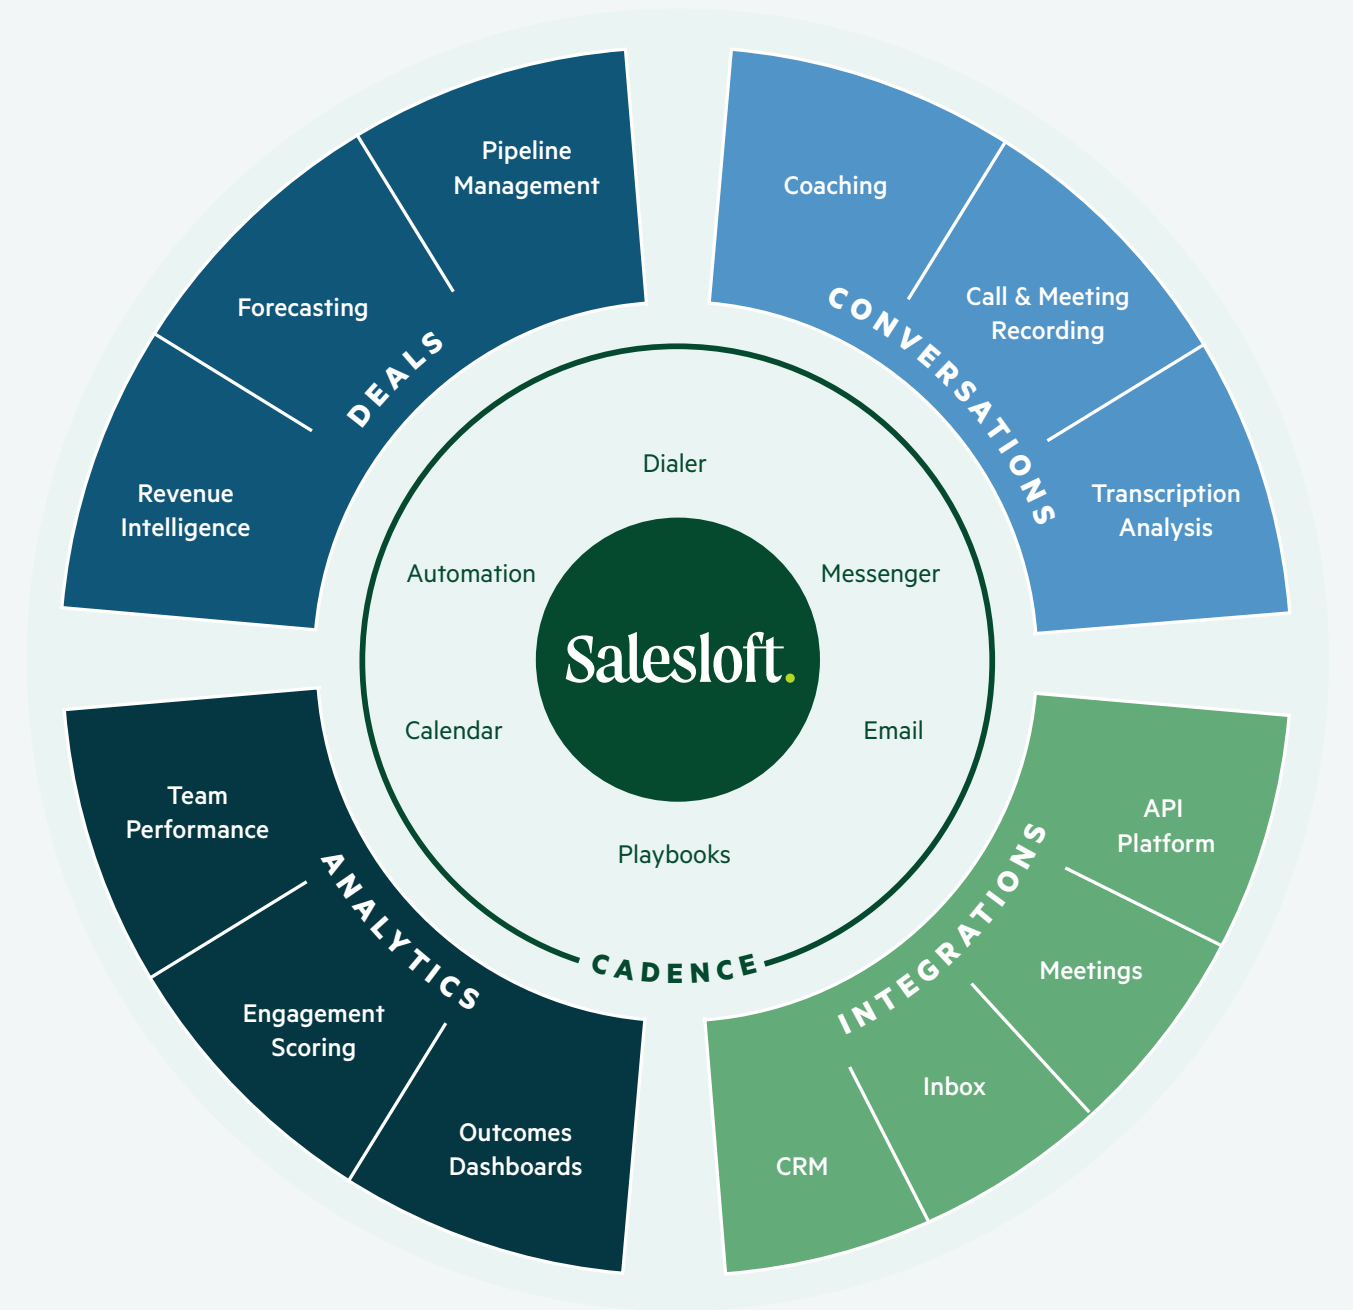 Pipeline
Management
Forecasting
Revenue
Intelligence
DEALS
Coaching
Call & Meeting
Recording
Transcription
Analysis
CONVERSATIONS
Dialer
Automation
Messenger
Salesloft.
Calendar
Email
Playbooks
CADENCE
Team
Performance
Engagement
Scoring
Outcomes
Dashboards
ANALYTICS
API
Platform
Meetings
Inbox
CRM
INTEGRATIONS